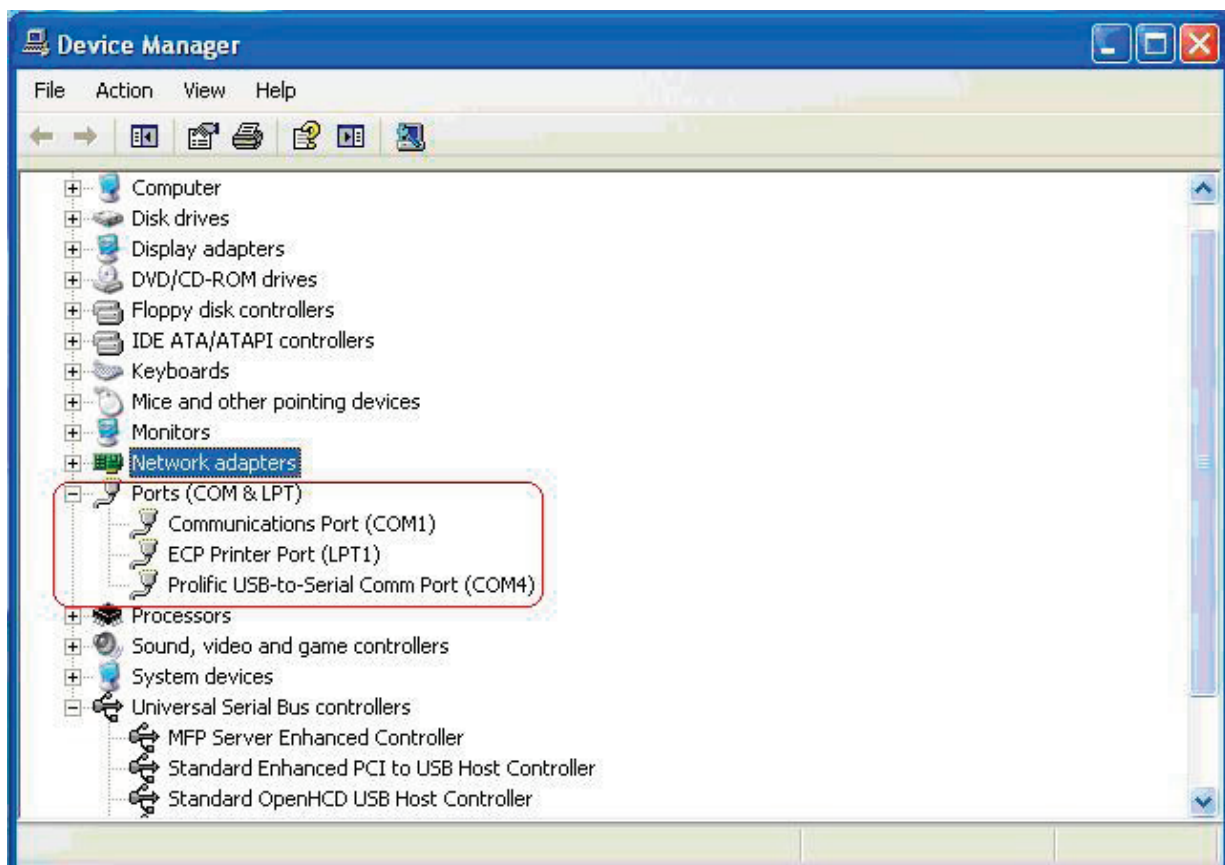 Device Manager
File Action View Help
Computer
Disk drives
Display adapters
DVD/CD-ROM drives
Floppy disk controllers
IDE ATA/ATAPI controllers
Keyboards
Mice and other pointing devices
Monitors
Network adapters
Ports (COM & LPT)
Communications Port (COM1)
ECP Printer Port (LPT1)
Prolific USB-to-Serial Comm Port (COM4)
Processors
Sound, video and game controllers
System devices
Universal Serial Bus controllers
MFP Server Enhanced Controller
Standard Enhanced PCI to USB Host Controller
Standard OpenHCD USB Host Controller